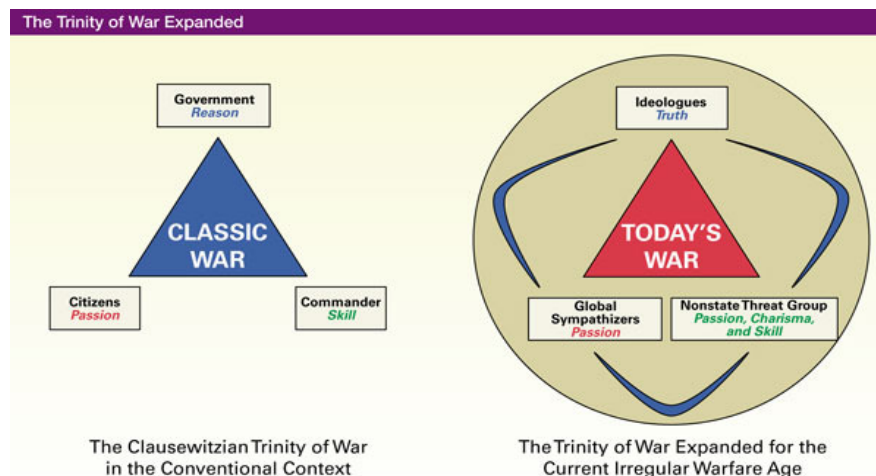 The Trinity of War Expanded
Government
Reason
CLASSIC
WAR
Citizens
Passion
Commander
Skill
The Clausewitzian Trinity of War
in the Conventional Context
Ideologues
Truth
TODAY'S
WAR
Global
Sympathizers
Passion
Nonstate Threat Group
Passion, Charisma,
and Skill
The Trinity of War Expanded for the
Current Irregular Warfare Age